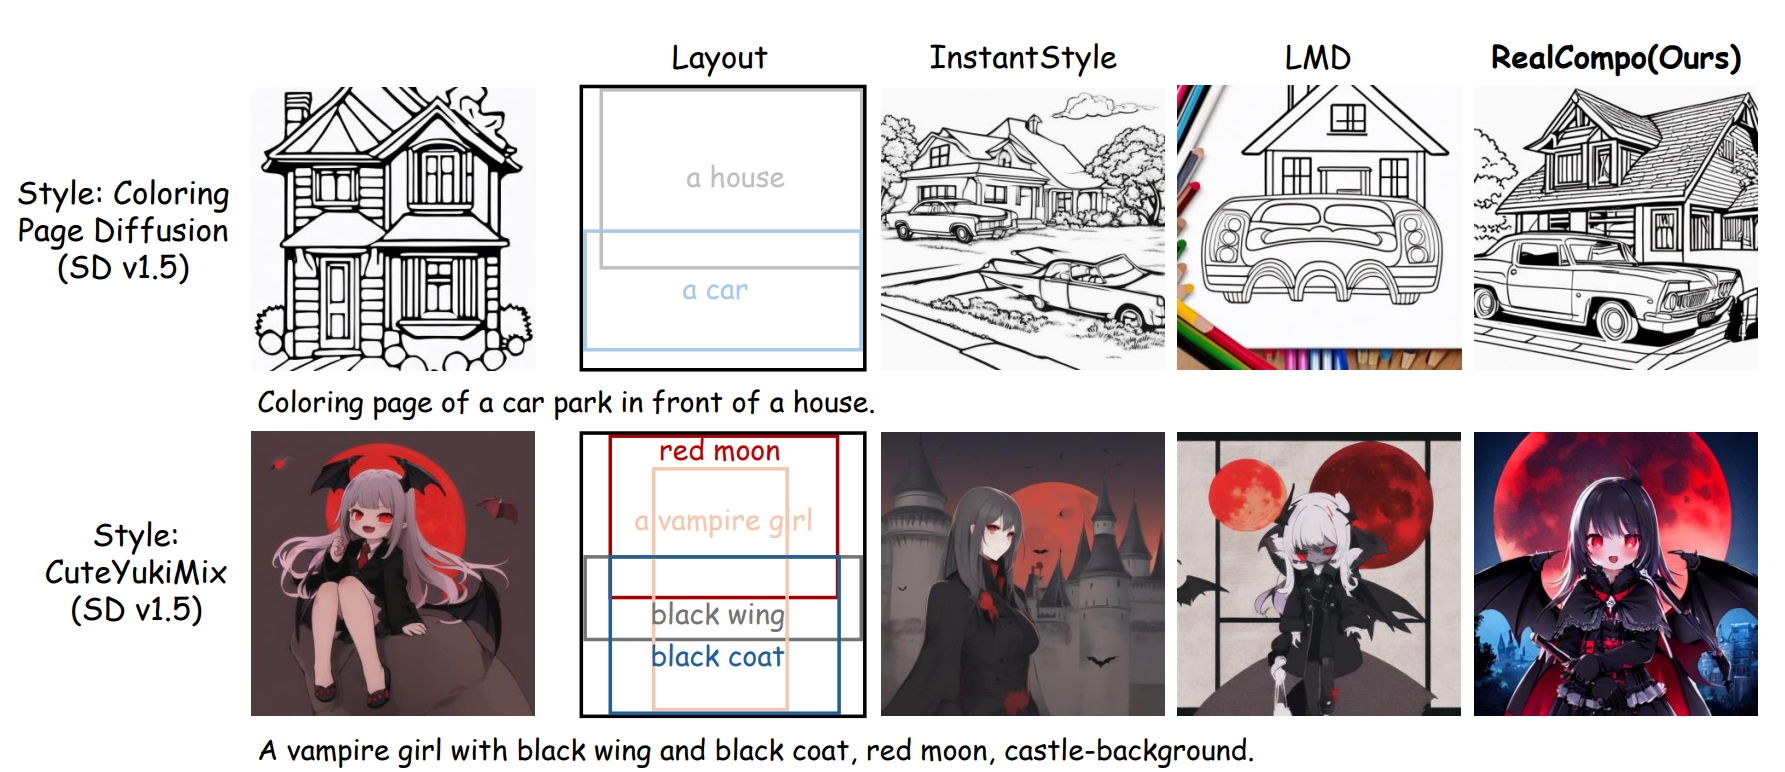 Layout
InstantStyle
LMD
RealCompo(Ours)
Style: Coloring
Page Diffusion
(SD v1.5)
a house
a car
Coloring page of a car park in front of a house.
Style:
CuteYukiMix
(SD v1.5)
red moon
a vampire girl
black wing
black coat
A vampire girl with black wing and black coat, red moon, castle-background.